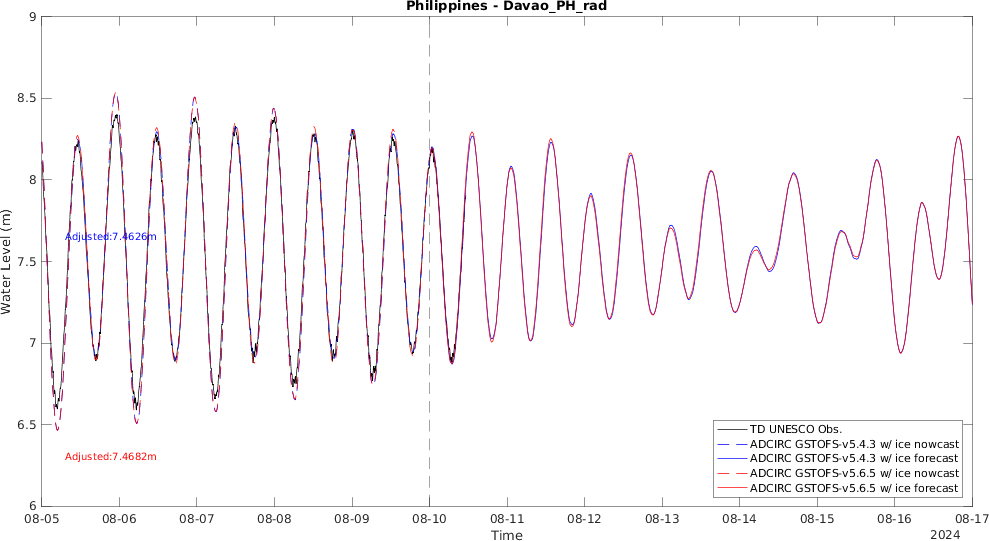 Philippines - Davao_PH_rad
9
8.5
8
7.5
7
6.5
6
Water Level (m)
Adjusted:7.4626m
Adjusted:7.4682m
TD UNESCO Obs.
ADCIRC GSTOFS-v5.4.3 w/ ice nowcast
ADCIRC GSTOFS-v5.4.3 w/ ice forecast
ADCIRC GSTOFS-v5.6.5 w/ ice nowcast
ADCIRC GSTOFS-v5.6.5 w/ ice forecast
08-05 08-06 08-07 08-08 08-09 08-10 08-11 08-12 08-13 08-14 08-15 08-16 08-17
Time
2024